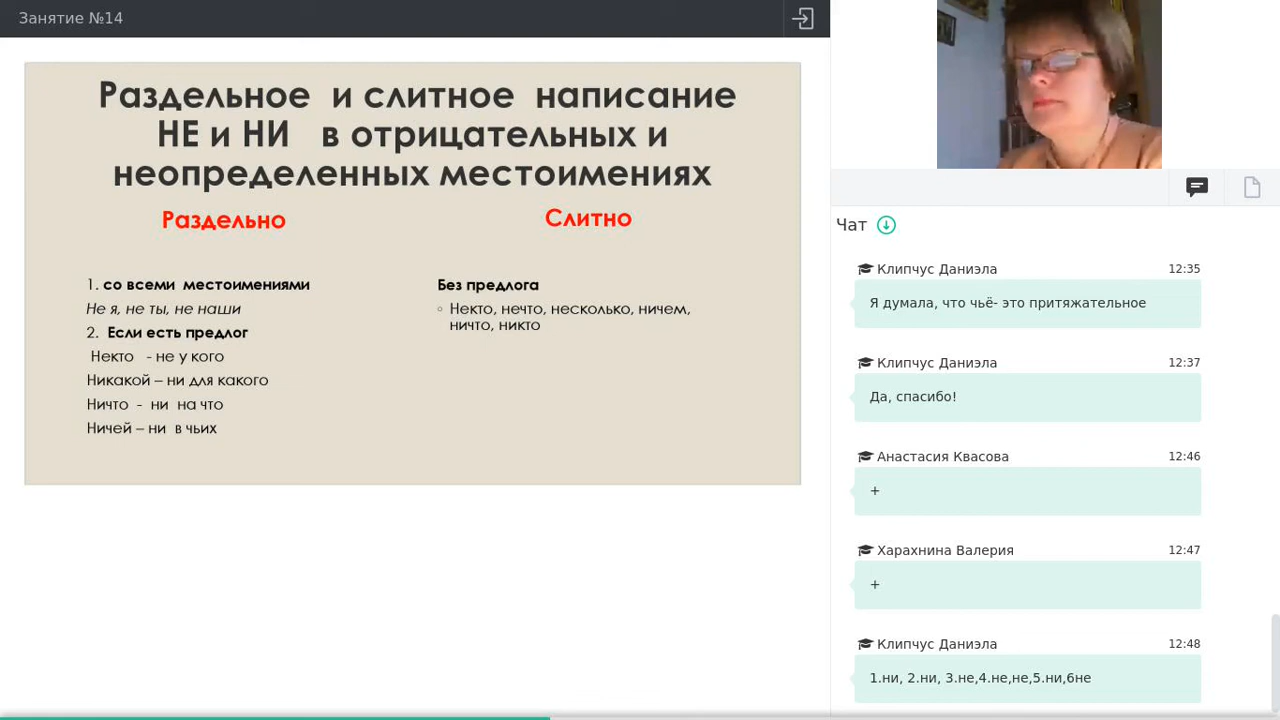 Занятие №14
Раздельное и слитное написание
НЕ и НИ в отрицательных и
неопределенных местоимениях
Раздельно
1. со всеми местоимениями
Не я, не ты, не наши
2. Если есть предлог
Некто - не у кого
Никакой – ни для какого
Ничто - ни на что
Ничей – ни в чьих
Слитно
Без предлога
Некто, нечто, несколько, ничем,
ничто, никто
Чат
Клипчус Даниэла 12:35
Я думала, что чьё- это притяжательное
Клипчус Даниэла 12:37
Да, спасибо!
Анастасия Квасова 12:46
+
Харахнина Валерия 12:47
+
Клипчус Даниэла 12:48
1.ни, 2.ни, 3.не,4.не,не,5.ни,6не